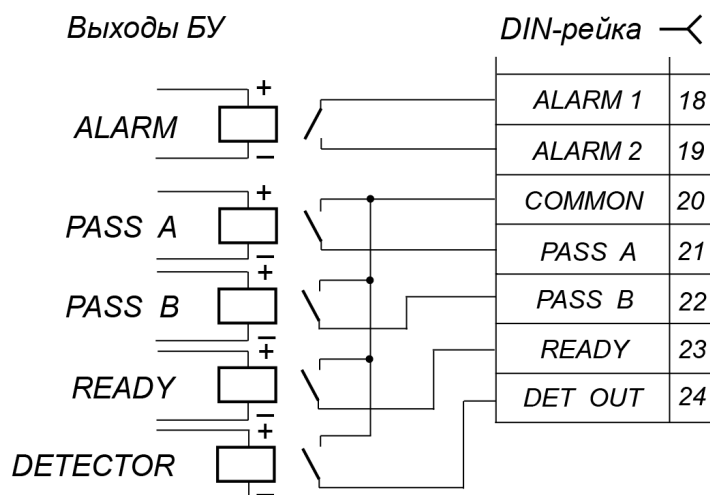 Выходы БУ
DIN-рейка
ALARM
PASS A
PASS B
READY
DETECTOR
+
−
+
−
+
−
+
−
+
−
ALARM 1 18
ALARM 2 19
COMMON 20
PASS A 21
PASS B 22
READY 23
DET OUT 24